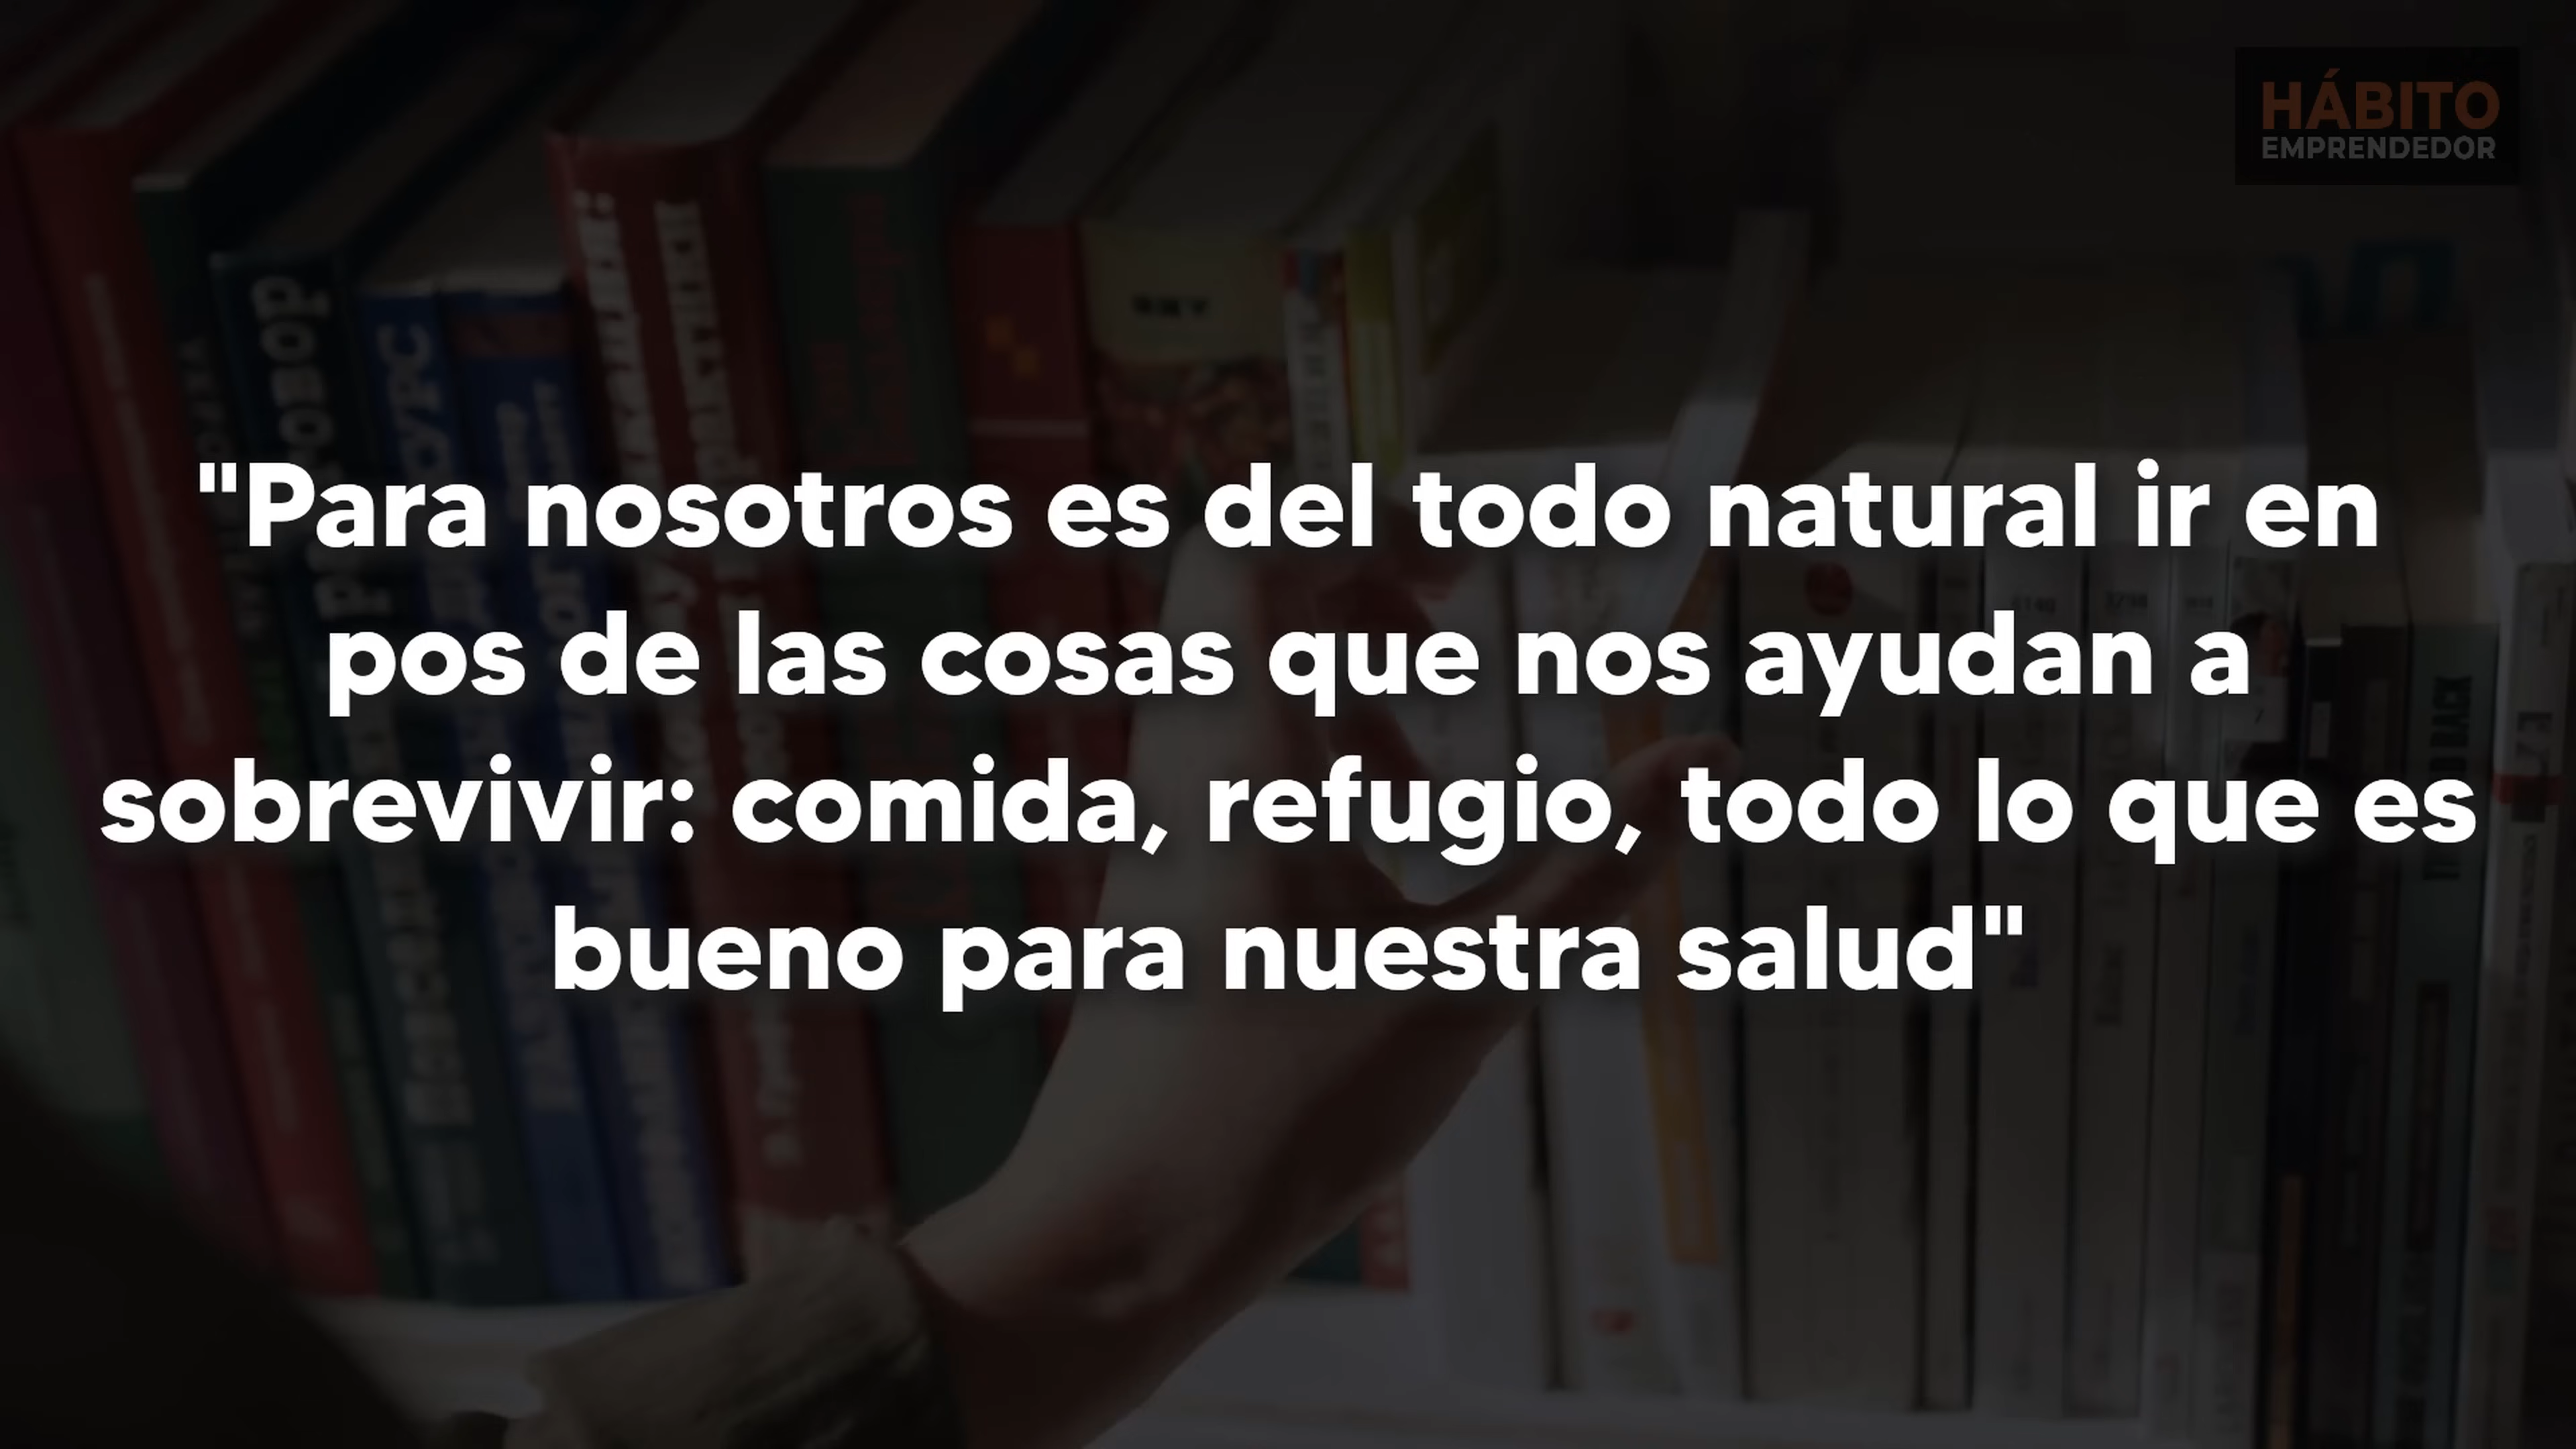 HÁBITO
EMPRENDEDOR
"Para nosotros es del todo natural ir en
pos de las cosas que nos ayudan a
sobrevivir: comida, refugio, todo lo que es
bueno para nuestra salud"